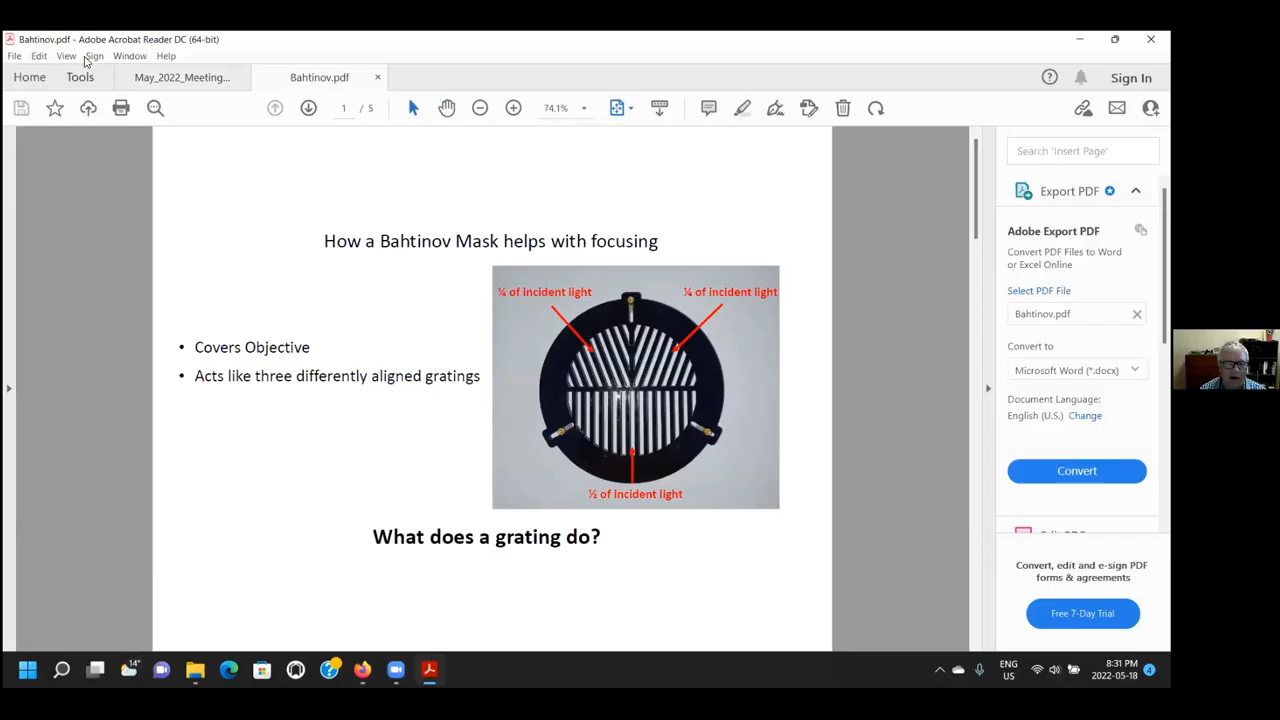 Bahtinov.pdf - Adobe Acrobat Reader DC (64-bit)
File Edit View Sign Window Help
Home Tools May_2022_Meeting... Bahtinov.pdf × Sign In
1 / 5 74.1%
Search 'Insert Page'
Export PDF
Adobe Export PDF
Convert PDF Files to Word
or Excel Online
Select PDF File
Bahtinov.pdf
Convert to
Microsoft Word (*.docx)
Document Language:
English (U.S.) Change
Convert
Convert, edit and e-sign PDF
forms & agreements
Free 7-Day Trial
How a Bahtinov Mask helps with focusing
¼ of incident light ¼ of incident light
• Covers Objective
• Acts like three differently aligned gratings
½ of incident light
What does a grating do?
14°
ENG
US
8:31 PM
2022-05-18
4